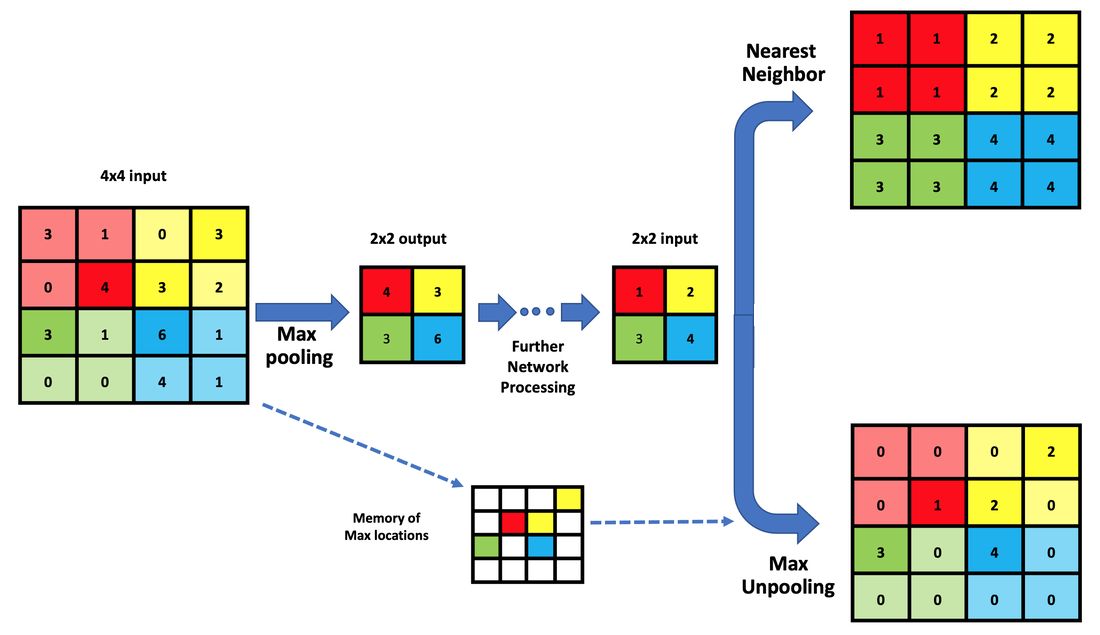 4x4 input
3 1 0 3
0 4 3 2
3 1 6 1
0 0 4 1
Max
pooling
2x2 output
4 3
3 6
Further
Network
Processing
2x2 input
1 2
3 4
Memory of
Max locations
Nearest
Neighbor
1 1 2 2
1 1 2 2
3 3 4 4
3 3 4 4
Max
Unpooling
0 0 0 2
0 1 2 0
3 0 4 0
0 0 0 0